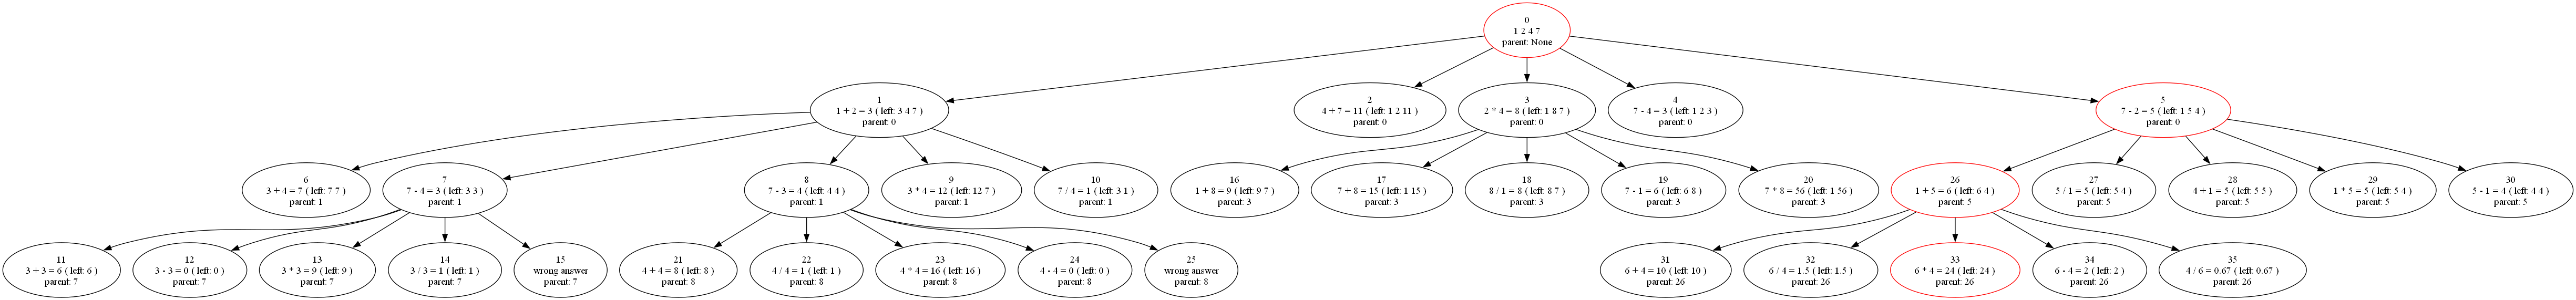 0
1 2 4 7
parent: None
1
1 + 2 = 3 ( left: 3 4 7 )
parent: 0
2
4 + 7 = 11 ( left: 1 2 11 )
parent: 0
3
2 * 4 = 8 ( left: 1 8 7 )
parent: 0
4
7 - 4 = 3 ( left: 1 2 3 )
parent: 0
5
7 - 2 = 5 ( left: 1 5 4 )
parent: 0
6
3 + 4 = 7 ( left: 7 7 )
parent: 1
7
7 - 4 = 3 ( left: 3 3 )
parent: 1
8
7 - 3 = 4 ( left: 4 4 )
parent: 1
9
3 * 4 = 12 ( left: 12 7 )
parent: 1
10
7 / 4 = 1 ( left: 3 1 )
parent: 1
16
1 + 8 = 9 ( left: 9 7 )
parent: 3
17
7 + 8 = 15 ( left: 1 15 )
parent: 3
18
8 / 1 = 8 ( left: 8 7 )
parent: 3
19
7 - 1 = 6 ( left: 6 8 )
parent: 3
20
7 * 8 = 56 ( left: 1 56 )
parent: 3
26
1 + 5 = 6 ( left: 6 4 )
parent: 5
27
5 / 1 = 5 ( left: 5 4 )
parent: 5
28
4 + 1 = 5 ( left: 5 5 )
parent: 5
29
1 * 5 = 5 ( left: 5 4 )
parent: 5
30
5 - 1 = 4 ( left: 4 4 )
parent: 5
11
3 + 3 = 6 ( left: 6 )
parent: 7
12
3 - 3 = 0 ( left: 0 )
parent: 7
13
3 * 3 = 9 ( left: 9 )
parent: 7
14
3 / 3 = 1 ( left: 1 )
parent: 7
15
wrong answer
parent: 7
21
4 + 4 = 8 ( left: 8 )
parent: 8
22
4 / 4 = 1 ( left: 1 )
parent: 8
23
4 * 4 = 16 ( left: 16 )
parent: 8
24
4 - 4 = 0 ( left: 0 )
parent: 8
25
wrong answer
parent: 8
31
6 + 4 = 10 ( left: 10 )
parent: 26
32
6 / 4 = 1.5 ( left: 1.5 )
parent: 26
33
6 * 4 = 24 ( left: 24 )
parent: 26
34
6 - 4 = 2 ( left: 2 )
parent: 26
35
4 / 6 = 0.67 ( left: 0.67 )
parent: 26